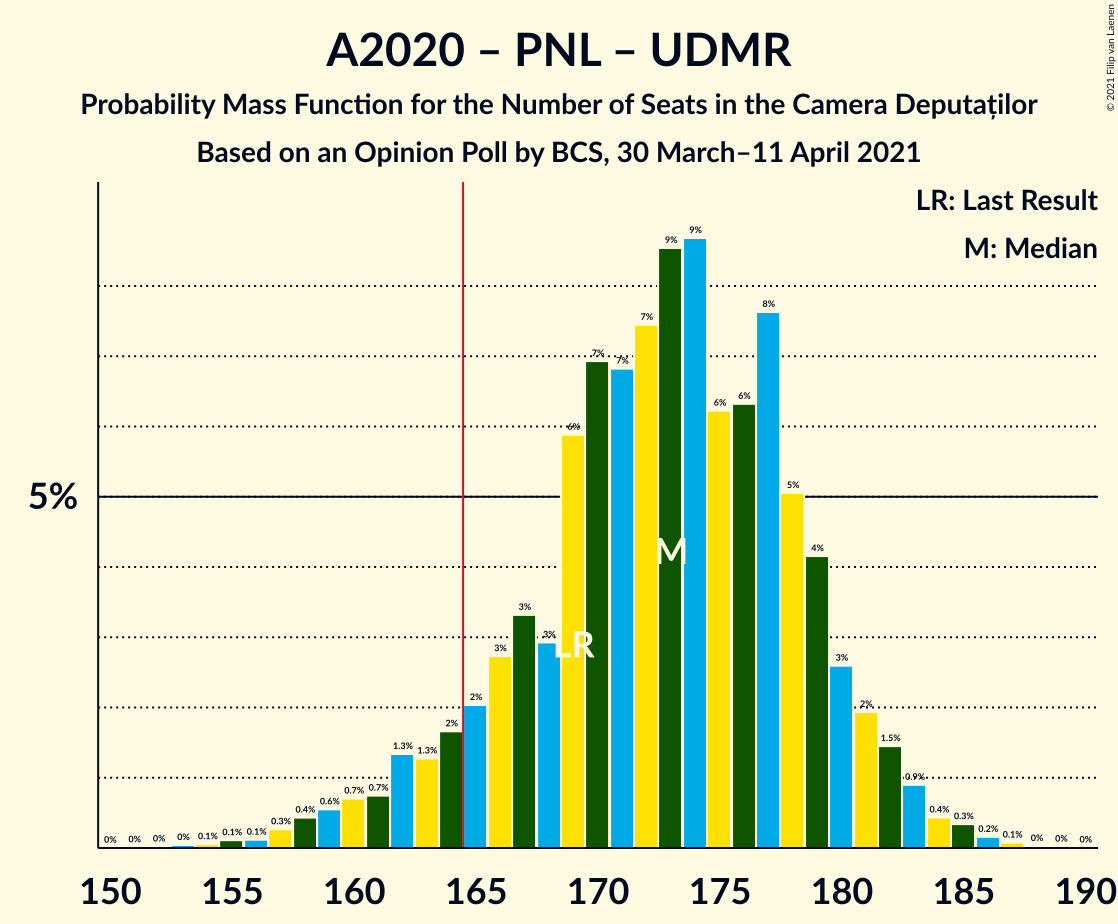 A2020 – PNL – UDMR
Probability Mass Function for the Number of Seats in the Camera Deputaților
Based on an Opinion Poll by BCS, 30 March–11 April 2021
© 2021 Filip van Laenen
LR: Last Result
M: Median
5%
0% 0% 0% 0% 0.1% 0.1% 0.1% 0.3% 0.4% 0.6% 0.7% 0.7% 1.3% 1.3% 2% 2% 3% 3% 3% 6% 7% 7% 7% 9% 9% 6% 6% 8% 5% 4% 3% 2% 1.5% 0.9% 0.4% 0.3% 0.2% 0.1% 0% 0% 0%
M
LR
150 155 160 165 170 175 180 185 190